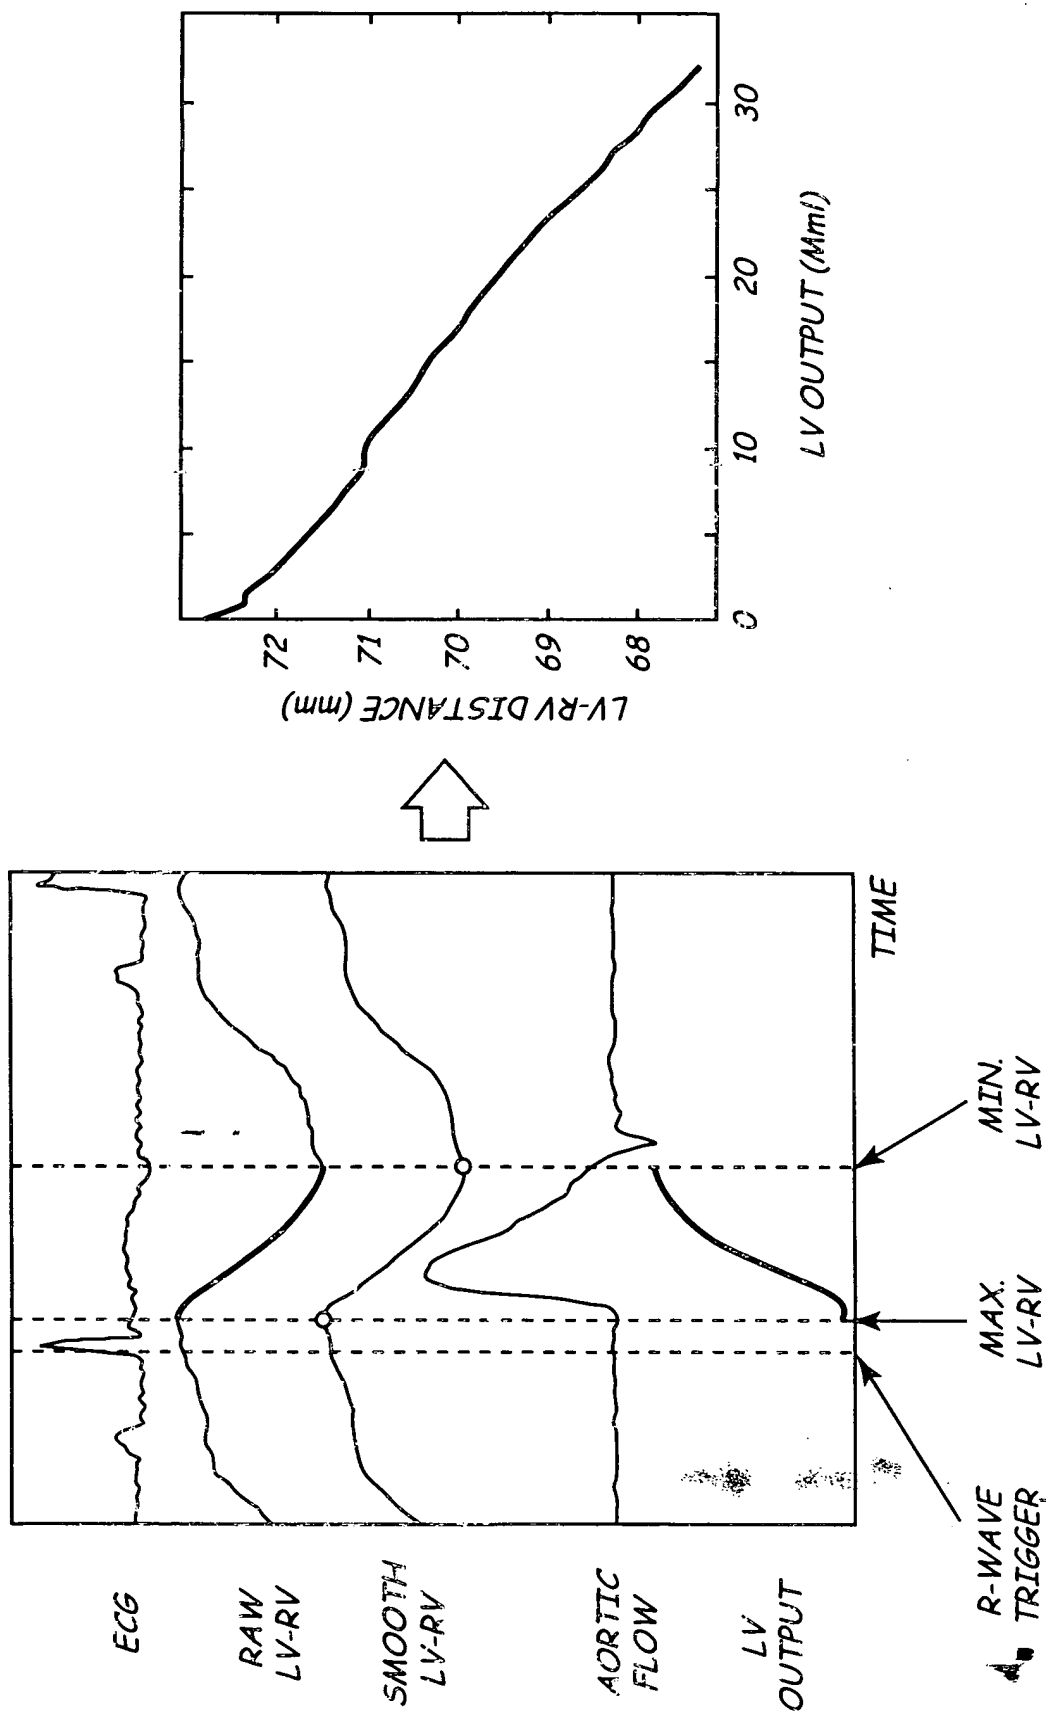 ECG
RAW
LV-RV
SMOOTH
LV-RV
AORTIC
FLOW
LV
OUTPUT
TIME
R-WAVE
TRIGGER
MAX.
LV-RV
MIN.
LV-RV
LV-RV DISTANCE (mm)
72
71
70
69
68
0
10
20
30
LV OUTPUT (Mml)